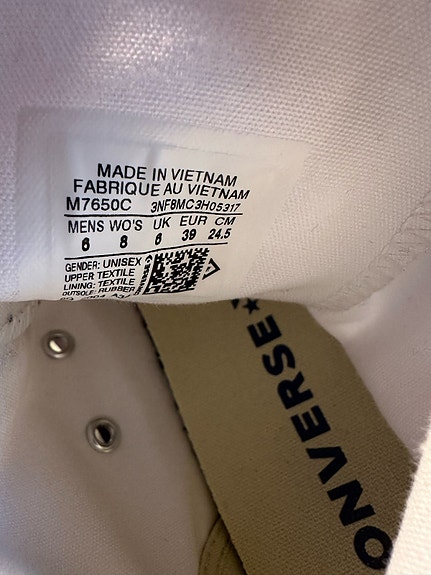 MADE IN VIETNAM
FABRIQUE AU VIETNAM
M7650C 3NF8MC3H05317
MENS WO'S UK EUR CM
6 8 6 39 24.5
GENDER: UNISEX
UPPER TEXTILE
LINING: TEXTILE
OUTSOLE: RUBBER
ONVERSE